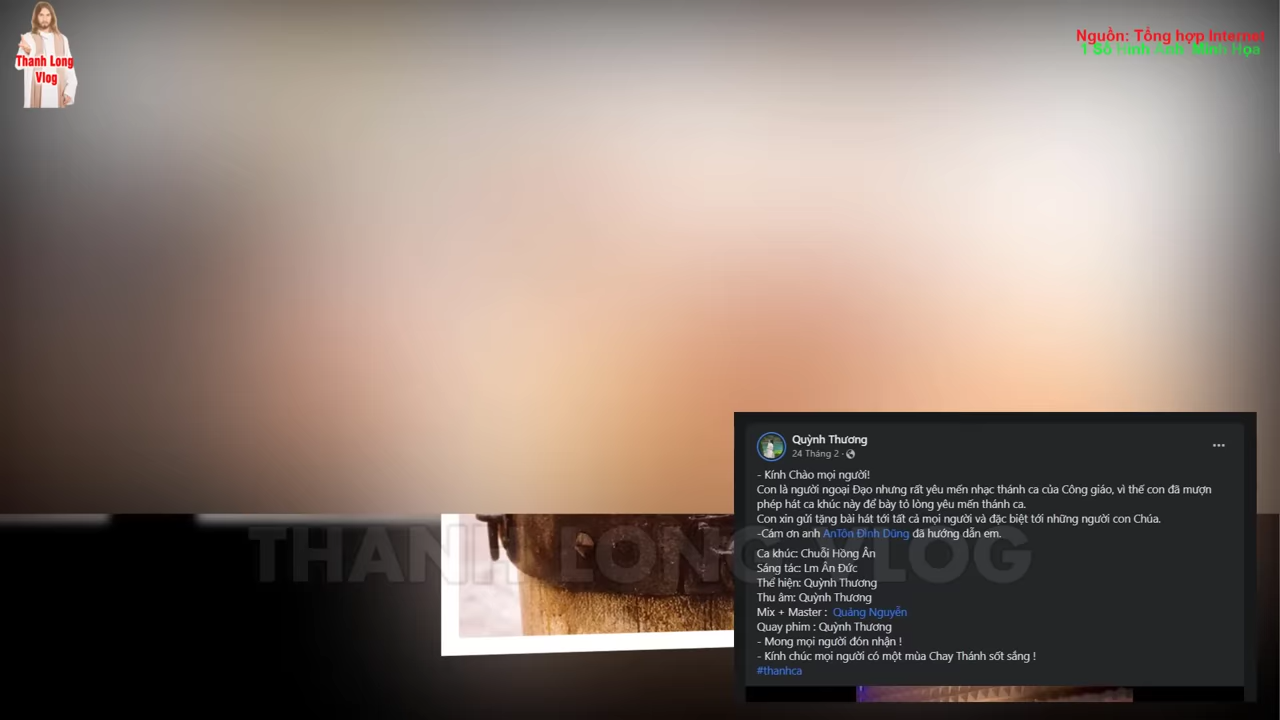 Thanh Long
Vlog
Nguồn: Tổng hợp Internet
1 Số Hình Ảnh Minh Họa
Quỳnh Thương
24 Tháng 2 ·
- Kính Chào mọi người!
Con là người ngoại Đạo nhưng rất yêu mến nhạc thánh ca của Công giáo, vì thế con đã mượn
phép hát ca khúc này để bày tỏ lòng yêu mến thánh ca.
Con xin gửi tặng bài hát tới tất cả mọi người và đặc biệt tới những người con Chúa.
-Cám ơn anh AnTôn Đình Dũng đã hướng dẫn em.
Ca khúc: Chuỗi Hồng Ân
Sáng tác: Lm Ân Đức
Thể hiện: Quỳnh Thương
Thu âm: Quỳnh Thương
Mix + Master : Quảng Nguyễn
Quay phim : Quỳnh Thương
- Mong mọi người đón nhận !
- Kính chúc mọi người có một mùa Chay Thánh sốt sắng !
#thanhca
THANH LONG VLOG